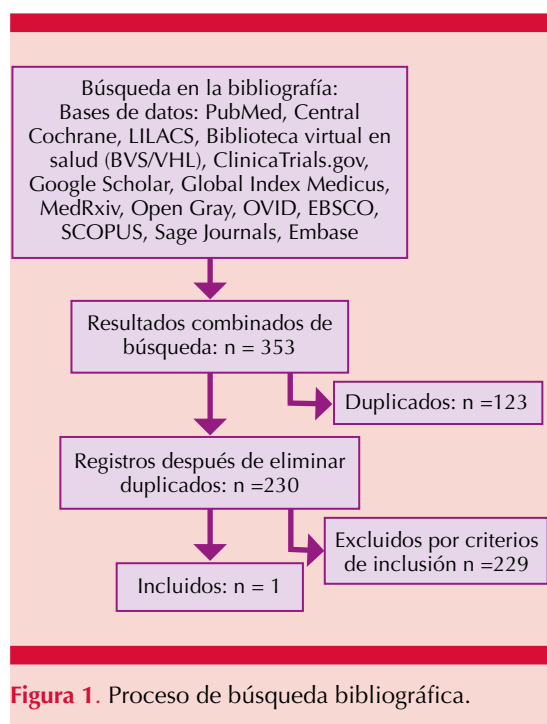 Búsqueda en la bibliografía:
Bases de datos: PubMed, Central
Cochrane, LILACS, Biblioteca virtual en
salud (BVS/VHL), ClinicaTrials.gov,
Google Scholar, Global Index Medicus,
MedRxiv, Open Gray, OVID, EBSCO,
SCOPUS, Sage Journals, Embase
Resultados combinados de
búsqueda: n = 353
Duplicados: n =123
Registros después de eliminar
duplicados: n =230
Excluidos por criterios
de inclusión n =229
Incluidos: n = 1
Figura 1. Proceso de búsqueda bibliográfica.